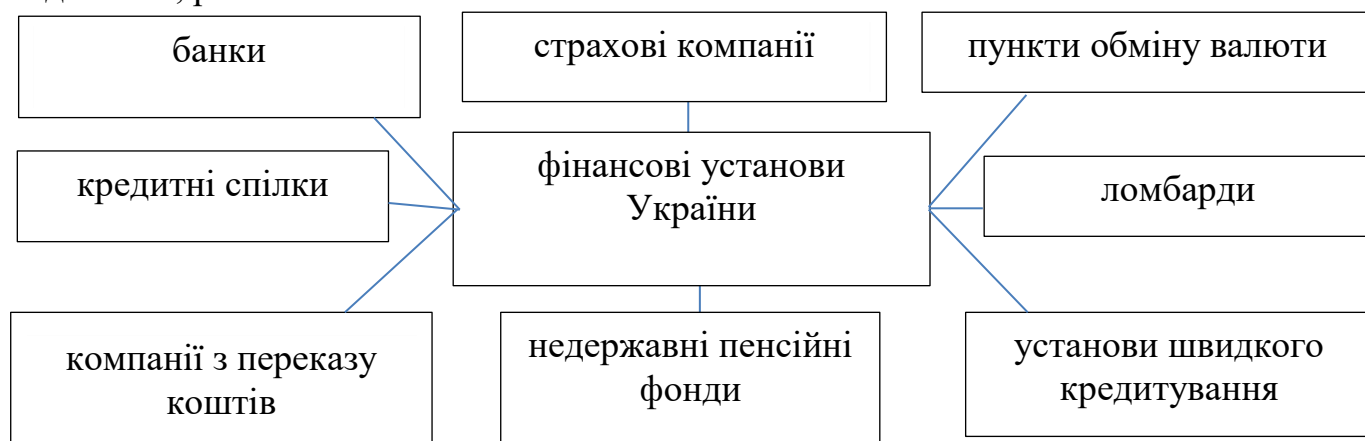 банки
страхові компанії
пункти обміну валюти
кредитні спілки
фінансові установи
України
ломбарди
компанії з переказу
коштів
недержавні пенсійні
фонди
установи швидкого
кредитування